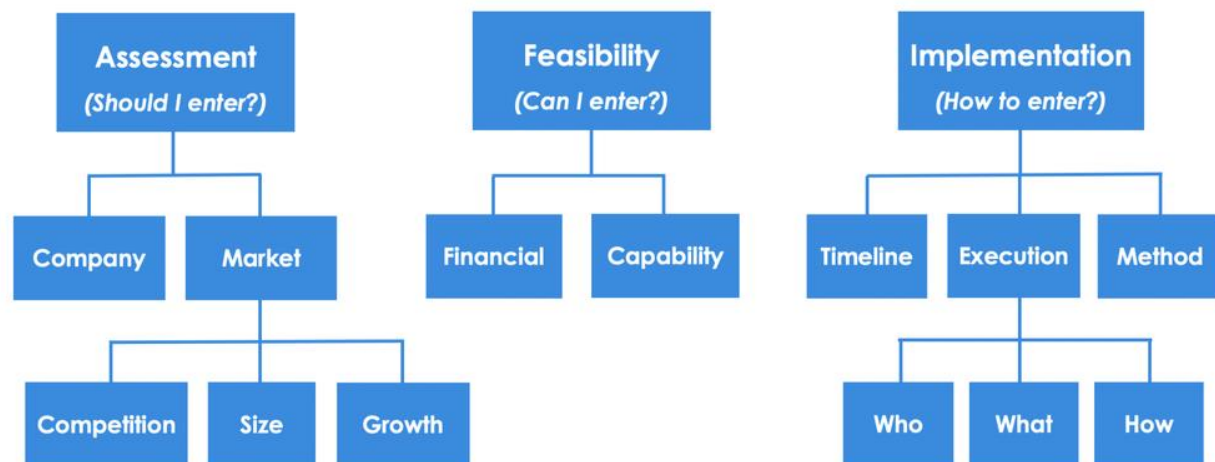 Assessment
(Should I enter?)
Feasibility
(Can I enter?)
Implementation
(How to enter?)
Company
Market
Financial
Capability
Timeline
Execution
Method
Competition
Size
Growth
Who
What
How